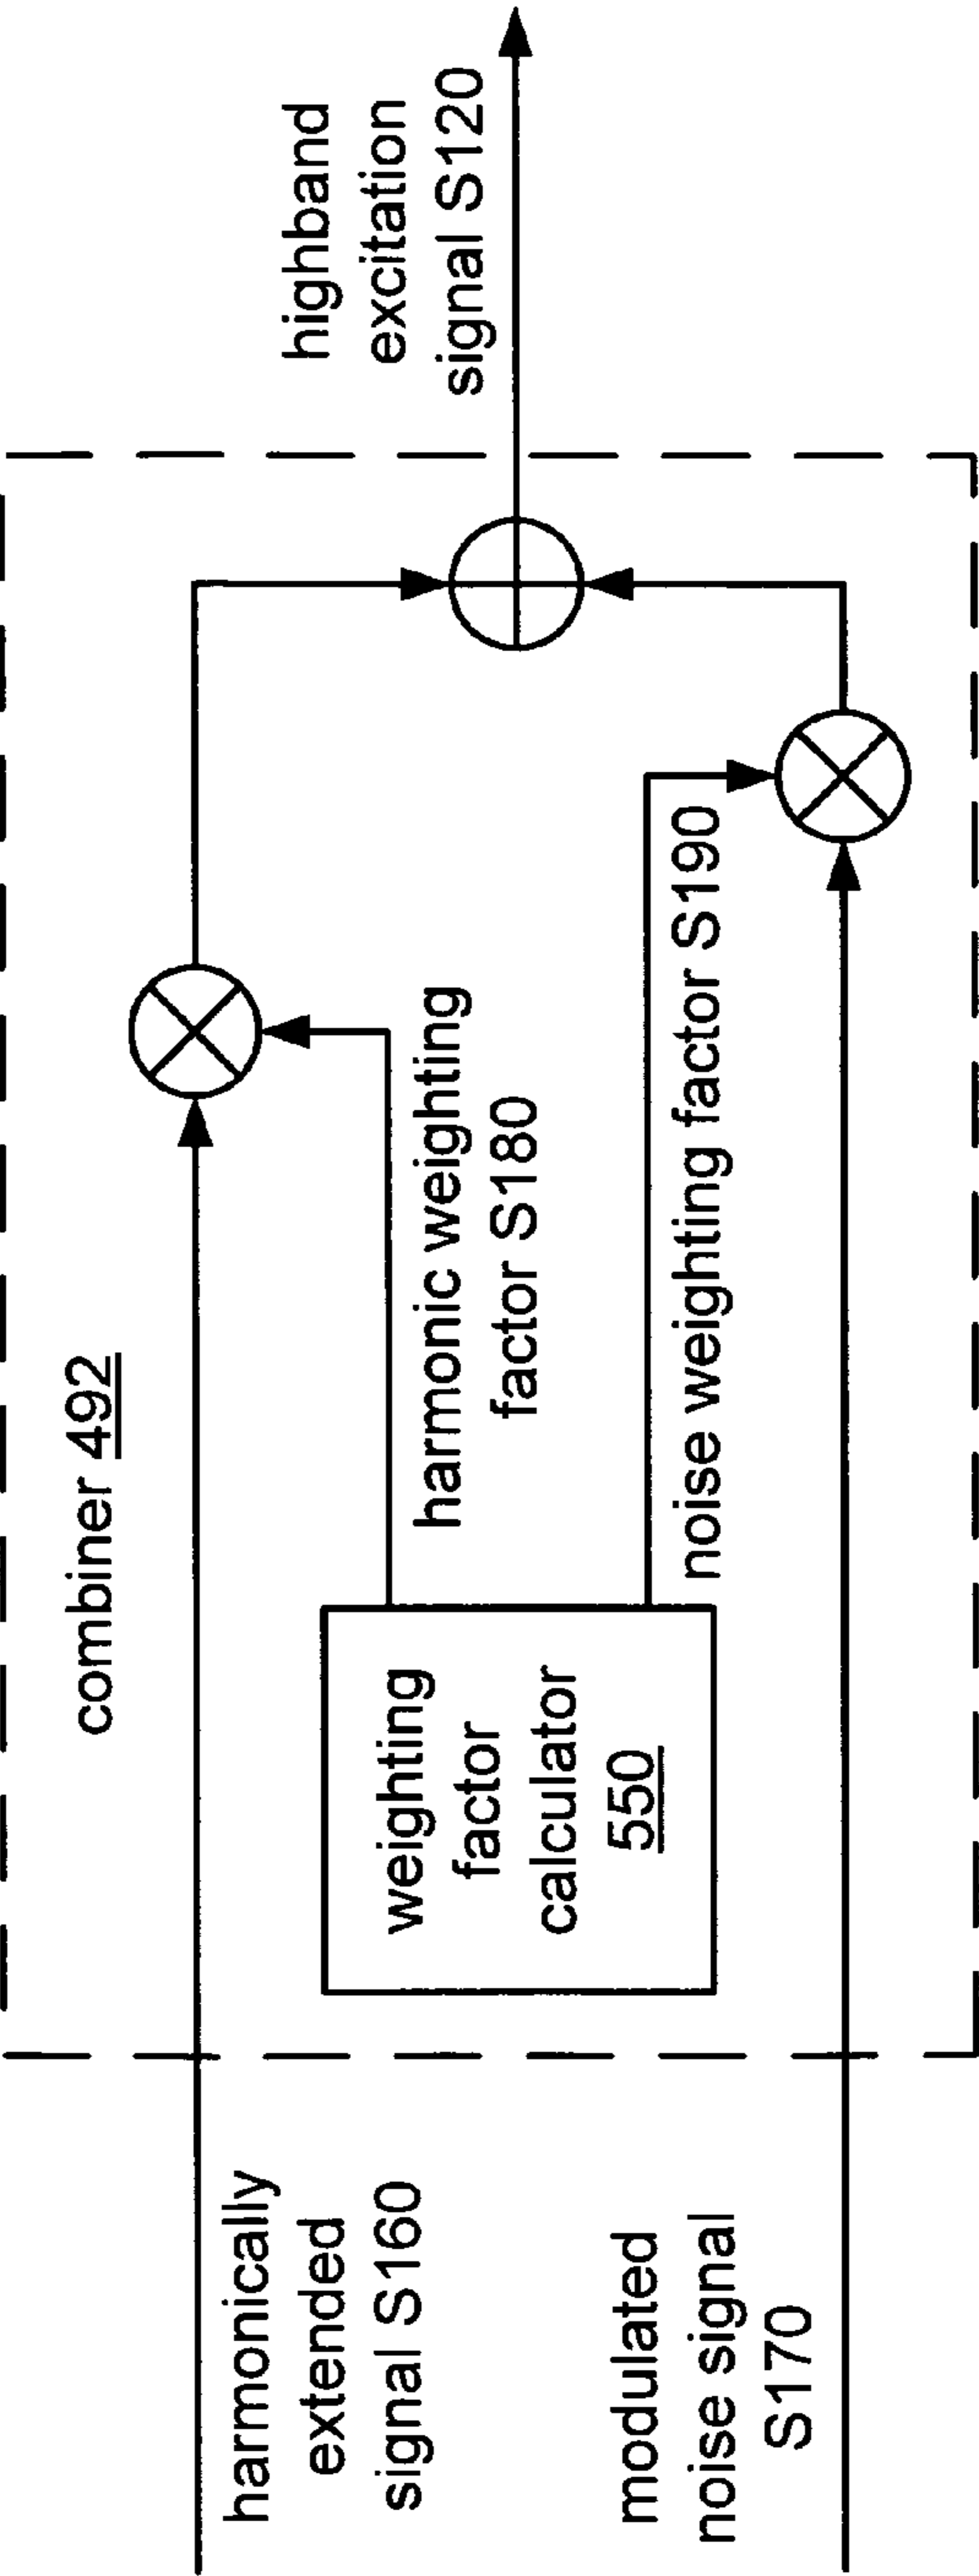 combiner 492
harmonically
extended
signal S160
modulated
noise signal
S170
weighting
factor
calculator
550
harmonic weighting
factor S180
noise weighting factor S190
highband
excitation
signal S120